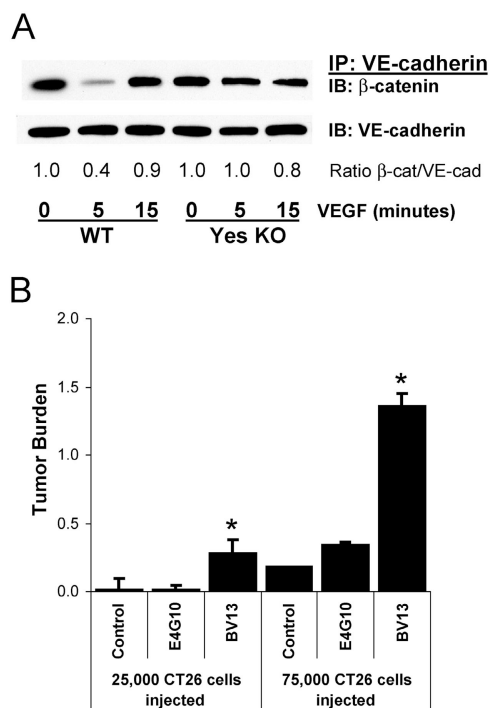 A
IP: VE-cadherin
IB: β-catenin
IB: VE-cadherin
1.0 0.4 0.9 1.0 1.0 0.8 Ratio β-cat/VE-cad
0 5 15 0 5 15 VEGF (minutes)
WT Yes KO
B
Tumor Burden
2.0
1.5
1.0
0.5
0.0
* *
Control E4G10 BV13 Control E4G10 BV13
25,000 CT26 cells 75,000 CT26 cells
injected injected